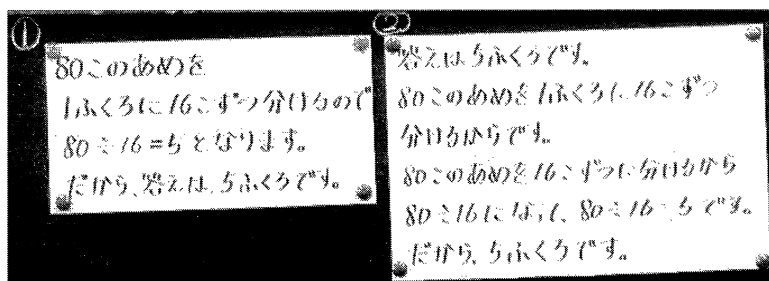 ①
80このあめを
1ふくろに16こずつ分けるので
80÷16=5となります。
だから、答えは、5ふくろです。
②
答えは5ふくろです。
80このあめを1ふくろに16こずつ
分けるからです。
80このあめを16こずつに分けるから
80÷16になって、80÷16=5です。
だから、5ふくろです。